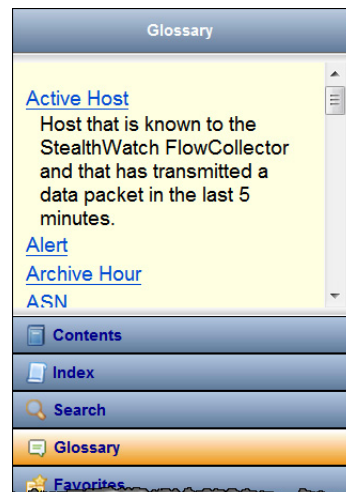 Glossary
Active Host
Host that is known to the
StealthWatch FlowCollector
and that has transmitted a
data packet in the last 5
minutes.
Alert
Archive Hour
ASN
Contents
Index
Search
Glossary
Favorites